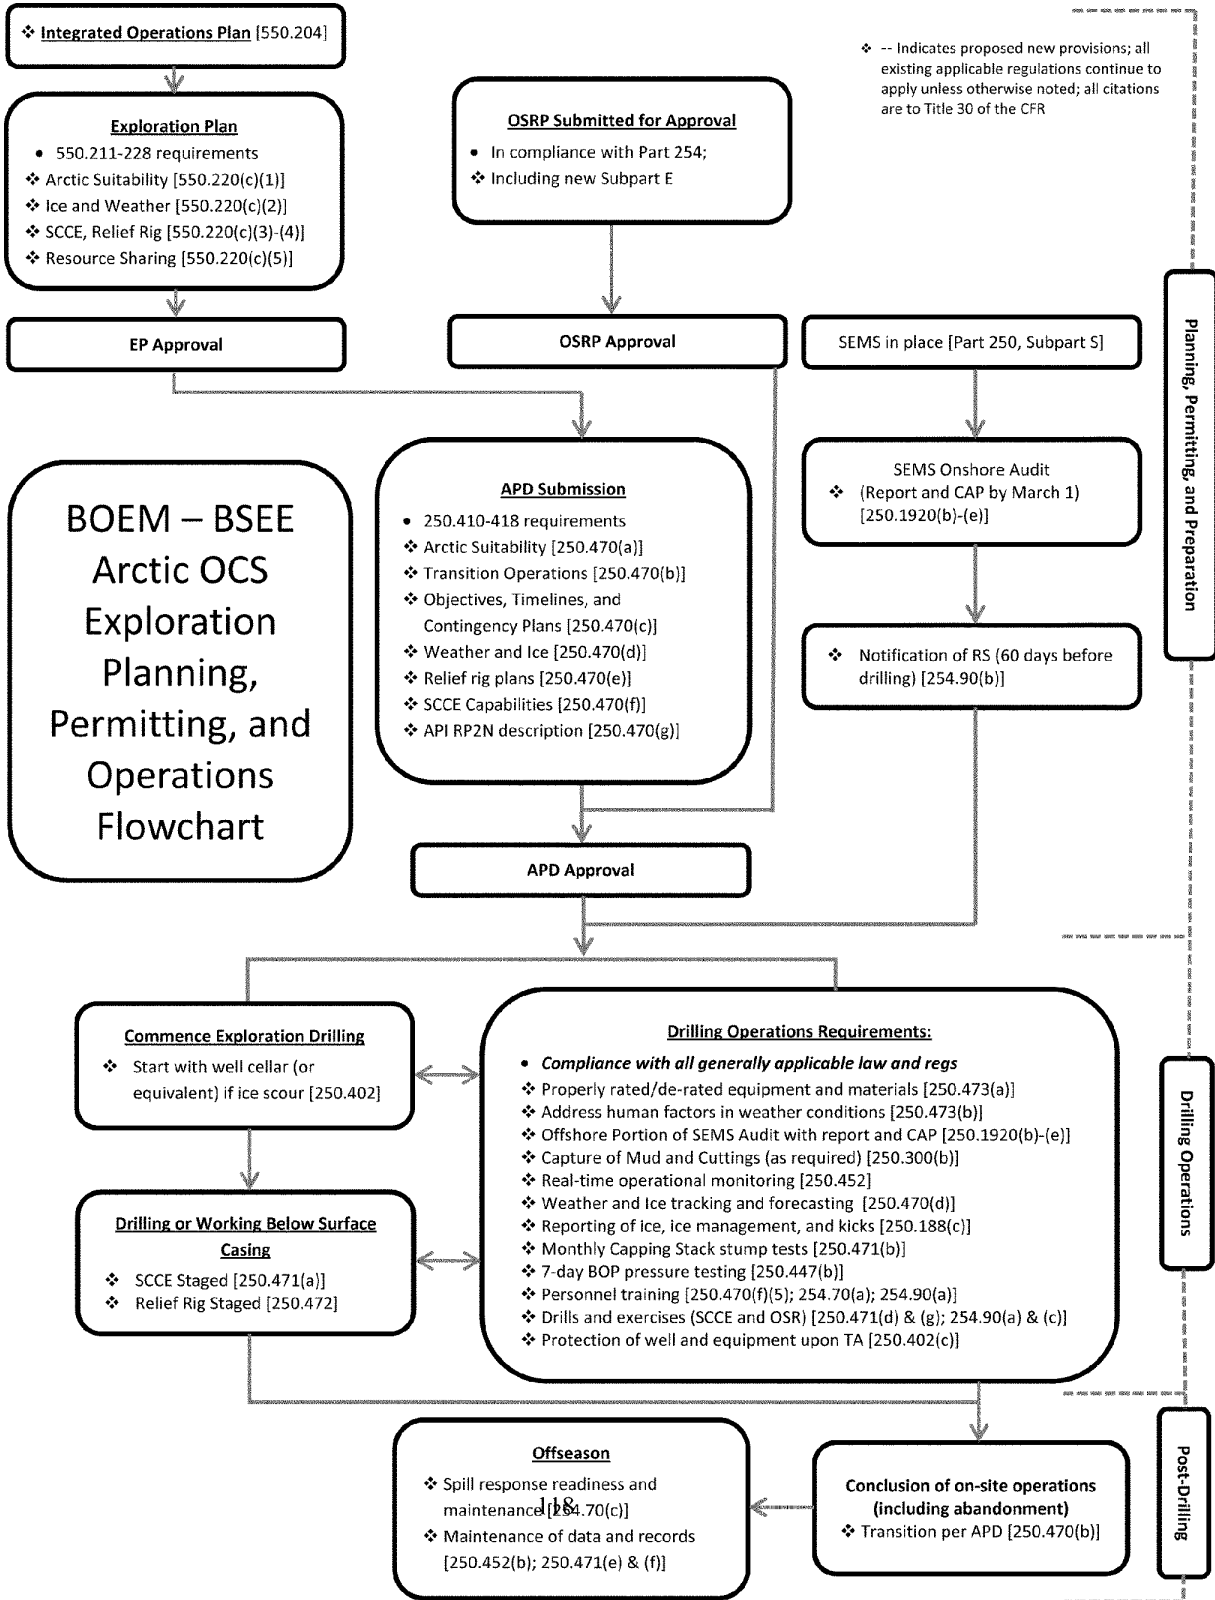 ❖ Integrated Operations Plan [550.204]
❖ -- Indicates proposed new provisions; all
existing applicable regulations continue to
apply unless otherwise noted; all citations
are to Title 30 of the CFR
Exploration Plan
• 550.211-228 requirements
❖ Arctic Suitability [550.220(c)(1)]
❖ Ice and Weather [550.220(c)(2)]
❖ SCCE, Relief Rig [550.220(c)(3)-(4)]
❖ Resource Sharing [550.220(c)(5)]
OSRP Submitted for Approval
• In compliance with Part 254;
❖ Including new Subpart E
EP Approval
OSRP Approval
SEMS in place [Part 250, Subpart S]
Planning, Permitting, and Preparation
BOEM – BSEE
Arctic OCS
Exploration
Planning,
Permitting, and
Operations
Flowchart
APD Submission
• 250.410-418 requirements
❖ Arctic Suitability [250.470(a)]
❖ Transition Operations [250.470(b)]
❖ Objectives, Timelines, and
Contingency Plans [250.470(c)]
❖ Weather and Ice [250.470(d)]
❖ Relief rig plans [250.470(e)]
❖ SCCE Capabilities [250.470(f)]
❖ API RP2N description [250.470(g)]
SEMS Onshore Audit
❖ (Report and CAP by March 1)
[250.1920(b)-(e)]
❖ Notification of RS (60 days before
drilling) [254.90(b)]
APD Approval
Commence Exploration Drilling
❖ Start with well cellar (or
equivalent) if ice scour [250.402]
Drilling or Working Below Surface
Casing
❖ SCCE Staged [250.471(a)]
❖ Relief Rig Staged [250.472]
Drilling Operations Requirements:
• Compliance with all generally applicable law and regs
❖ Properly rated/de-rated equipment and materials [250.473(a)]
❖ Address human factors in weather conditions [250.473(b)]
❖ Offshore Portion of SEMS Audit with report and CAP [250.1920(b)-(e)]
❖ Capture of Mud and Cuttings (as required) [250.300(b)]
❖ Real-time operational monitoring [250.452]
❖ Weather and Ice tracking and forecasting [250.470(d)]
❖ Reporting of ice, ice management, and kicks [250.188(c)]
❖ Monthly Capping Stack stump tests [250.471(b)]
❖ 7-day BOP pressure testing [250.447(b)]
❖ Personnel training [250.470(f)(5); 254.70(a); 254.90(a)]
❖ Drills and exercises (SCCE and OSR) [250.471(d) & (g); 254.90(a) & (c)]
❖ Protection of well and equipment upon TA [250.402(c)]
Drilling Operations
Offseason
❖ Spill response readiness and
maintenance [254.70(c)]
❖ Maintenance of data and records
[250.452(b); 250.471(e) & (f)]
118
Conclusion of on-site operations
(including abandonment)
❖ Transition per APD [250.470(b)]
Post-Drilling